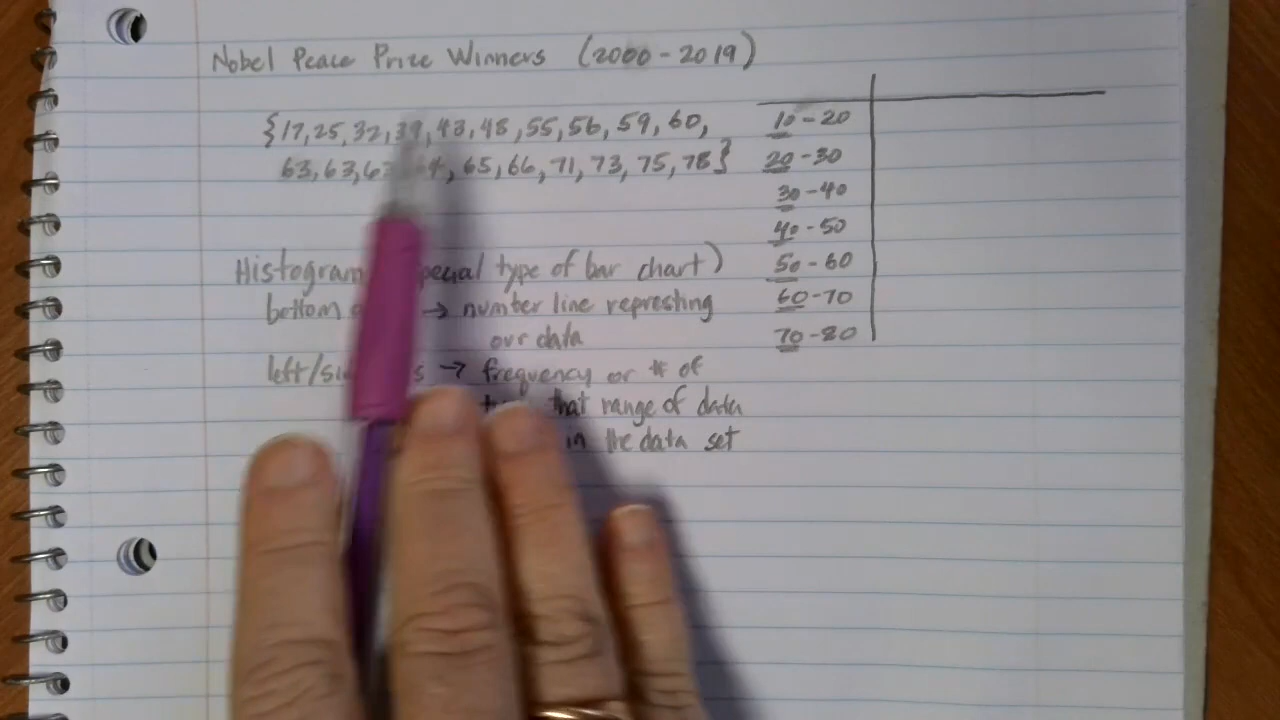 Nobel Peace Prize Winners (2000-2019)
{17,25,32,39,43,48,55,56,59,60,
63,63,63,64,65,66,71,73,75,78}
10-20
20-30
30-40
40-50
50-60
60-70
70-80
Histogram special type of bar chart)
bottom → number line represting
our data
left/ → frequency or # of
that range of data
in the data set